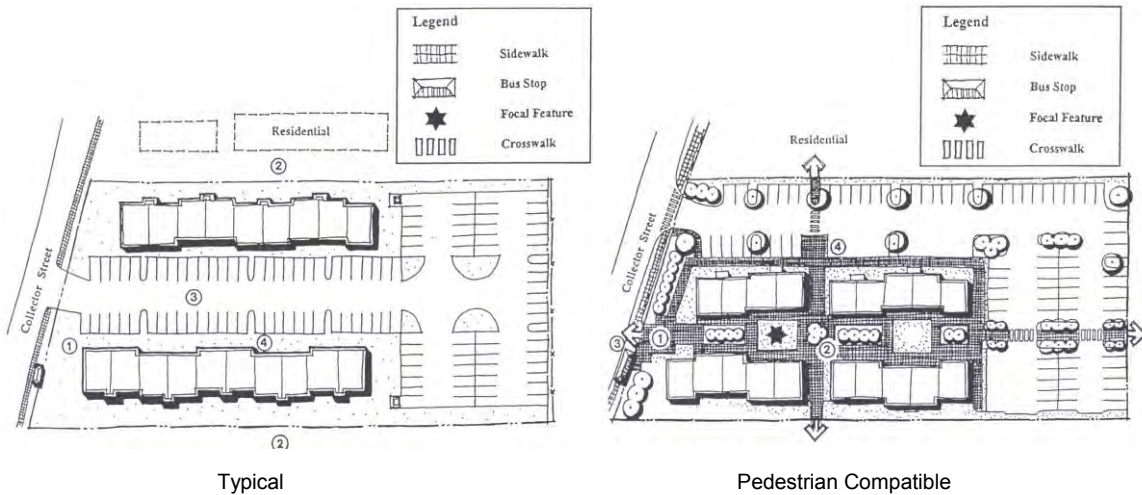 Legend
Sidewalk
Bus Stop
Focal Feature
Crosswalk
Residential
②
Collector Street
③
①
④
②
Typical
Legend
Sidewalk
Bus Stop
Focal Feature
Crosswalk
Residential
Collector Street
④
③
①
②
Pedestrian Compatible